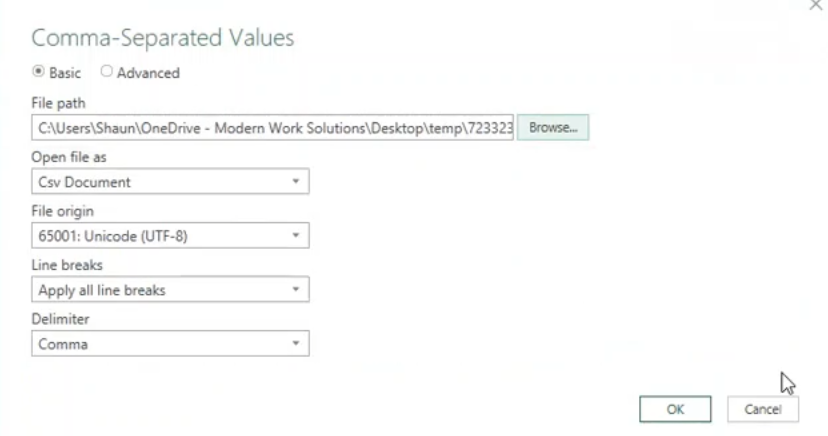 Comma-Separated Values
Basic Advanced
File path
C:\Users\Shaun\OneDrive - Modern Work Solutions\Desktop\temp\723323 Browse...
Open file as
Csv Document
File origin
65001: Unicode (UTF-8)
Line breaks
Apply all line breaks
Delimiter
Comma
OK Cancel